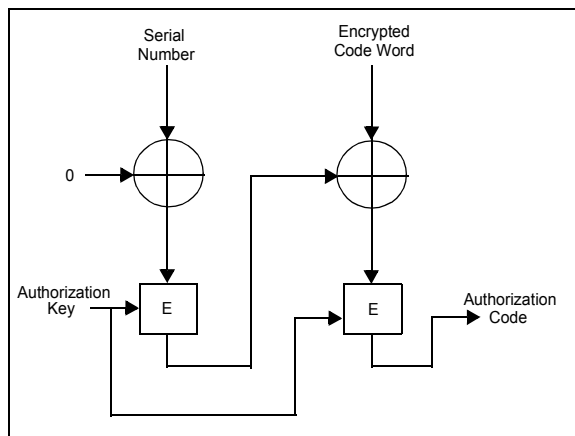 Serial
Number
Encrypted
Code Word
0
Authorization
Key
E
E
Authorization
Code